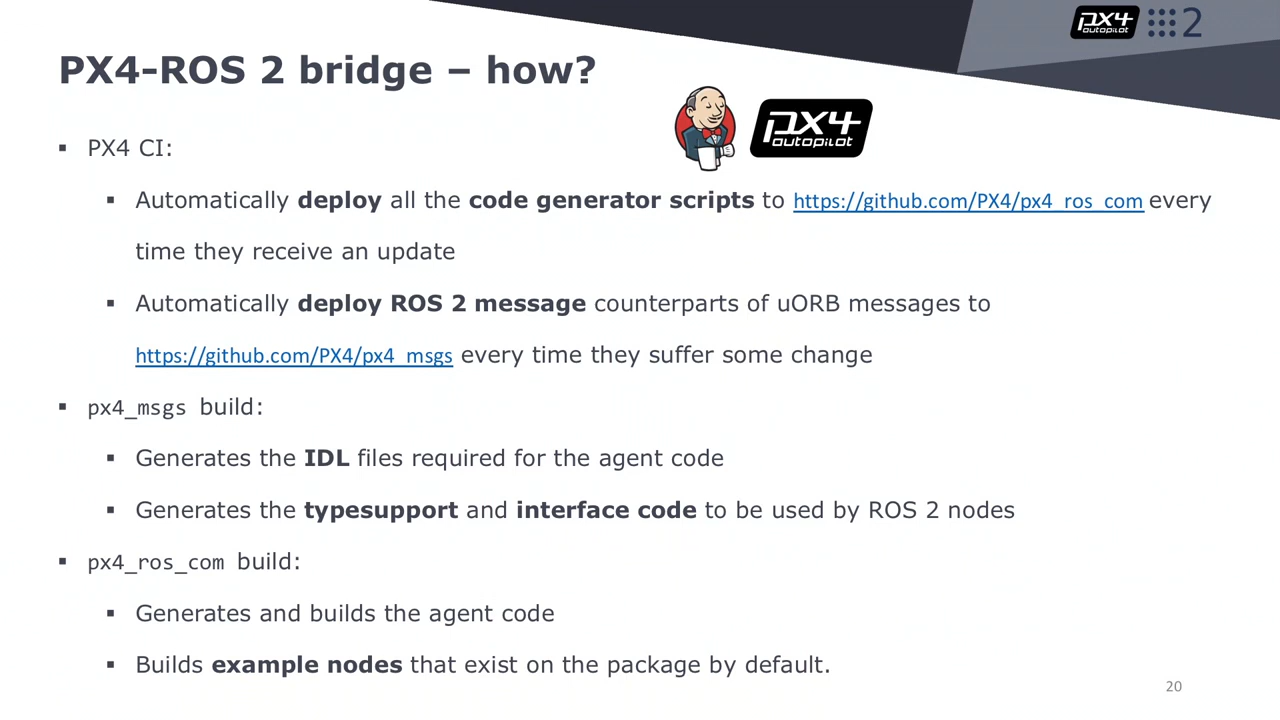 px4 autopilot 2
PX4-ROS 2 bridge – how?
px4 autopilot
▪ PX4 CI:
▪ Automatically deploy all the code generator scripts to https://github.com/PX4/px4_ros_com every
time they receive an update
▪ Automatically deploy ROS 2 message counterparts of uORB messages to
https://github.com/PX4/px4_msgs every time they suffer some change
▪ px4_msgs build:
▪ Generates the IDL files required for the agent code
▪ Generates the typesupport and interface code to be used by ROS 2 nodes
▪ px4_ros_com build:
▪ Generates and builds the agent code
▪ Builds example nodes that exist on the package by default.
20